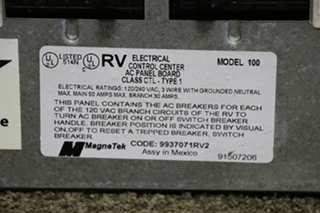 UL LISTED 514N UL RV ELECTRICAL CONTROL CENTER MODEL 100
AC PANEL BOARD
CLASS CTL - TYPE 1
ELECTRICAL RATINGS: 120/240 VAC, 3 WIRE WITH GROUNDED NEUTRAL
MAX. MAIN 50 AMPS MAX. BRANCH 30 AMPS.
THIS PANEL CONTAINS THE AC BREAKERS FOR EACH
OF THE 120 VAC BRANCH CIRCUITS OF THE RV TO
TURN AC BREAKER ON OR OFF SWITCH BREAKER
HANDLE. BREAKER POSITION IS INDICATED BY VISUAL
ON/OFF TO RESET A TRIPPED BREAKER, SWITCH
BREAKER
MagneTek CODE: 9937071RV2
Assy in Mexico 91507206